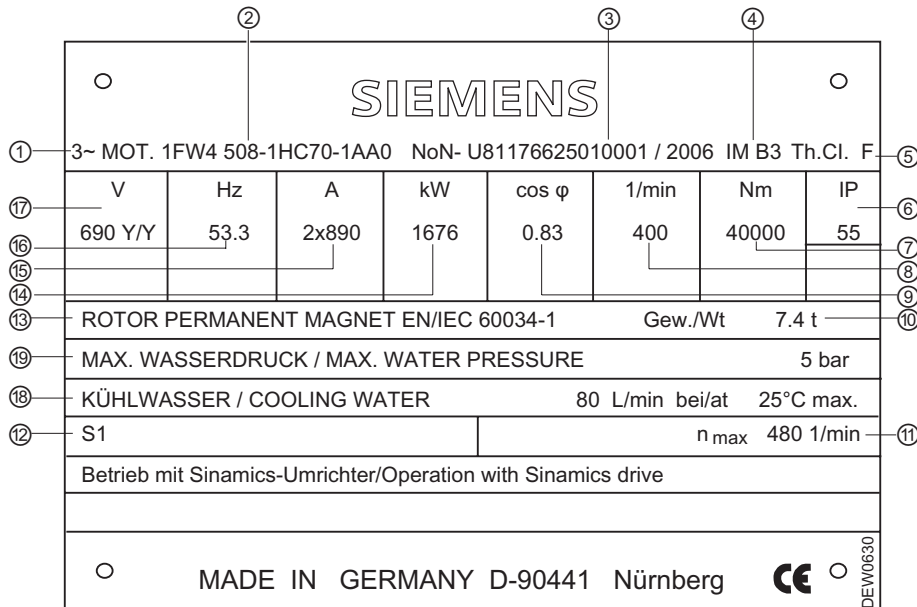 ② ③ ④
SIEMENS
① 3~ MOT. 1FW4 508-1HC70-1AA0 NoN- U81176625010001 / 2006 IM B3 Th.Cl. F ⑤
V Hz A kW cos φ 1/min Nm IP
⑰ ⑥
690 Y/Y 53.3 2x890 1676 0.83 400 40000 55
⑯ ⑦
⑮ ⑧
⑭ ⑨
⑬ ROTOR PERMANENT MAGNET EN/IEC 60034-1 Gew./Wt 7.4 t ⑩
⑲ MAX. WASSERDRUCK / MAX. WATER PRESSURE 5 bar
⑱ KÜHLWASSER / COOLING WATER 80 L/min bei/at 25°C max.
⑫ S1 n max 480 1/min ⑪
Betrieb mit Sinamics-Umrichter/Operation with Sinamics drive
MADE IN GERMANY D-90441 Nürnberg CE
DEW0630